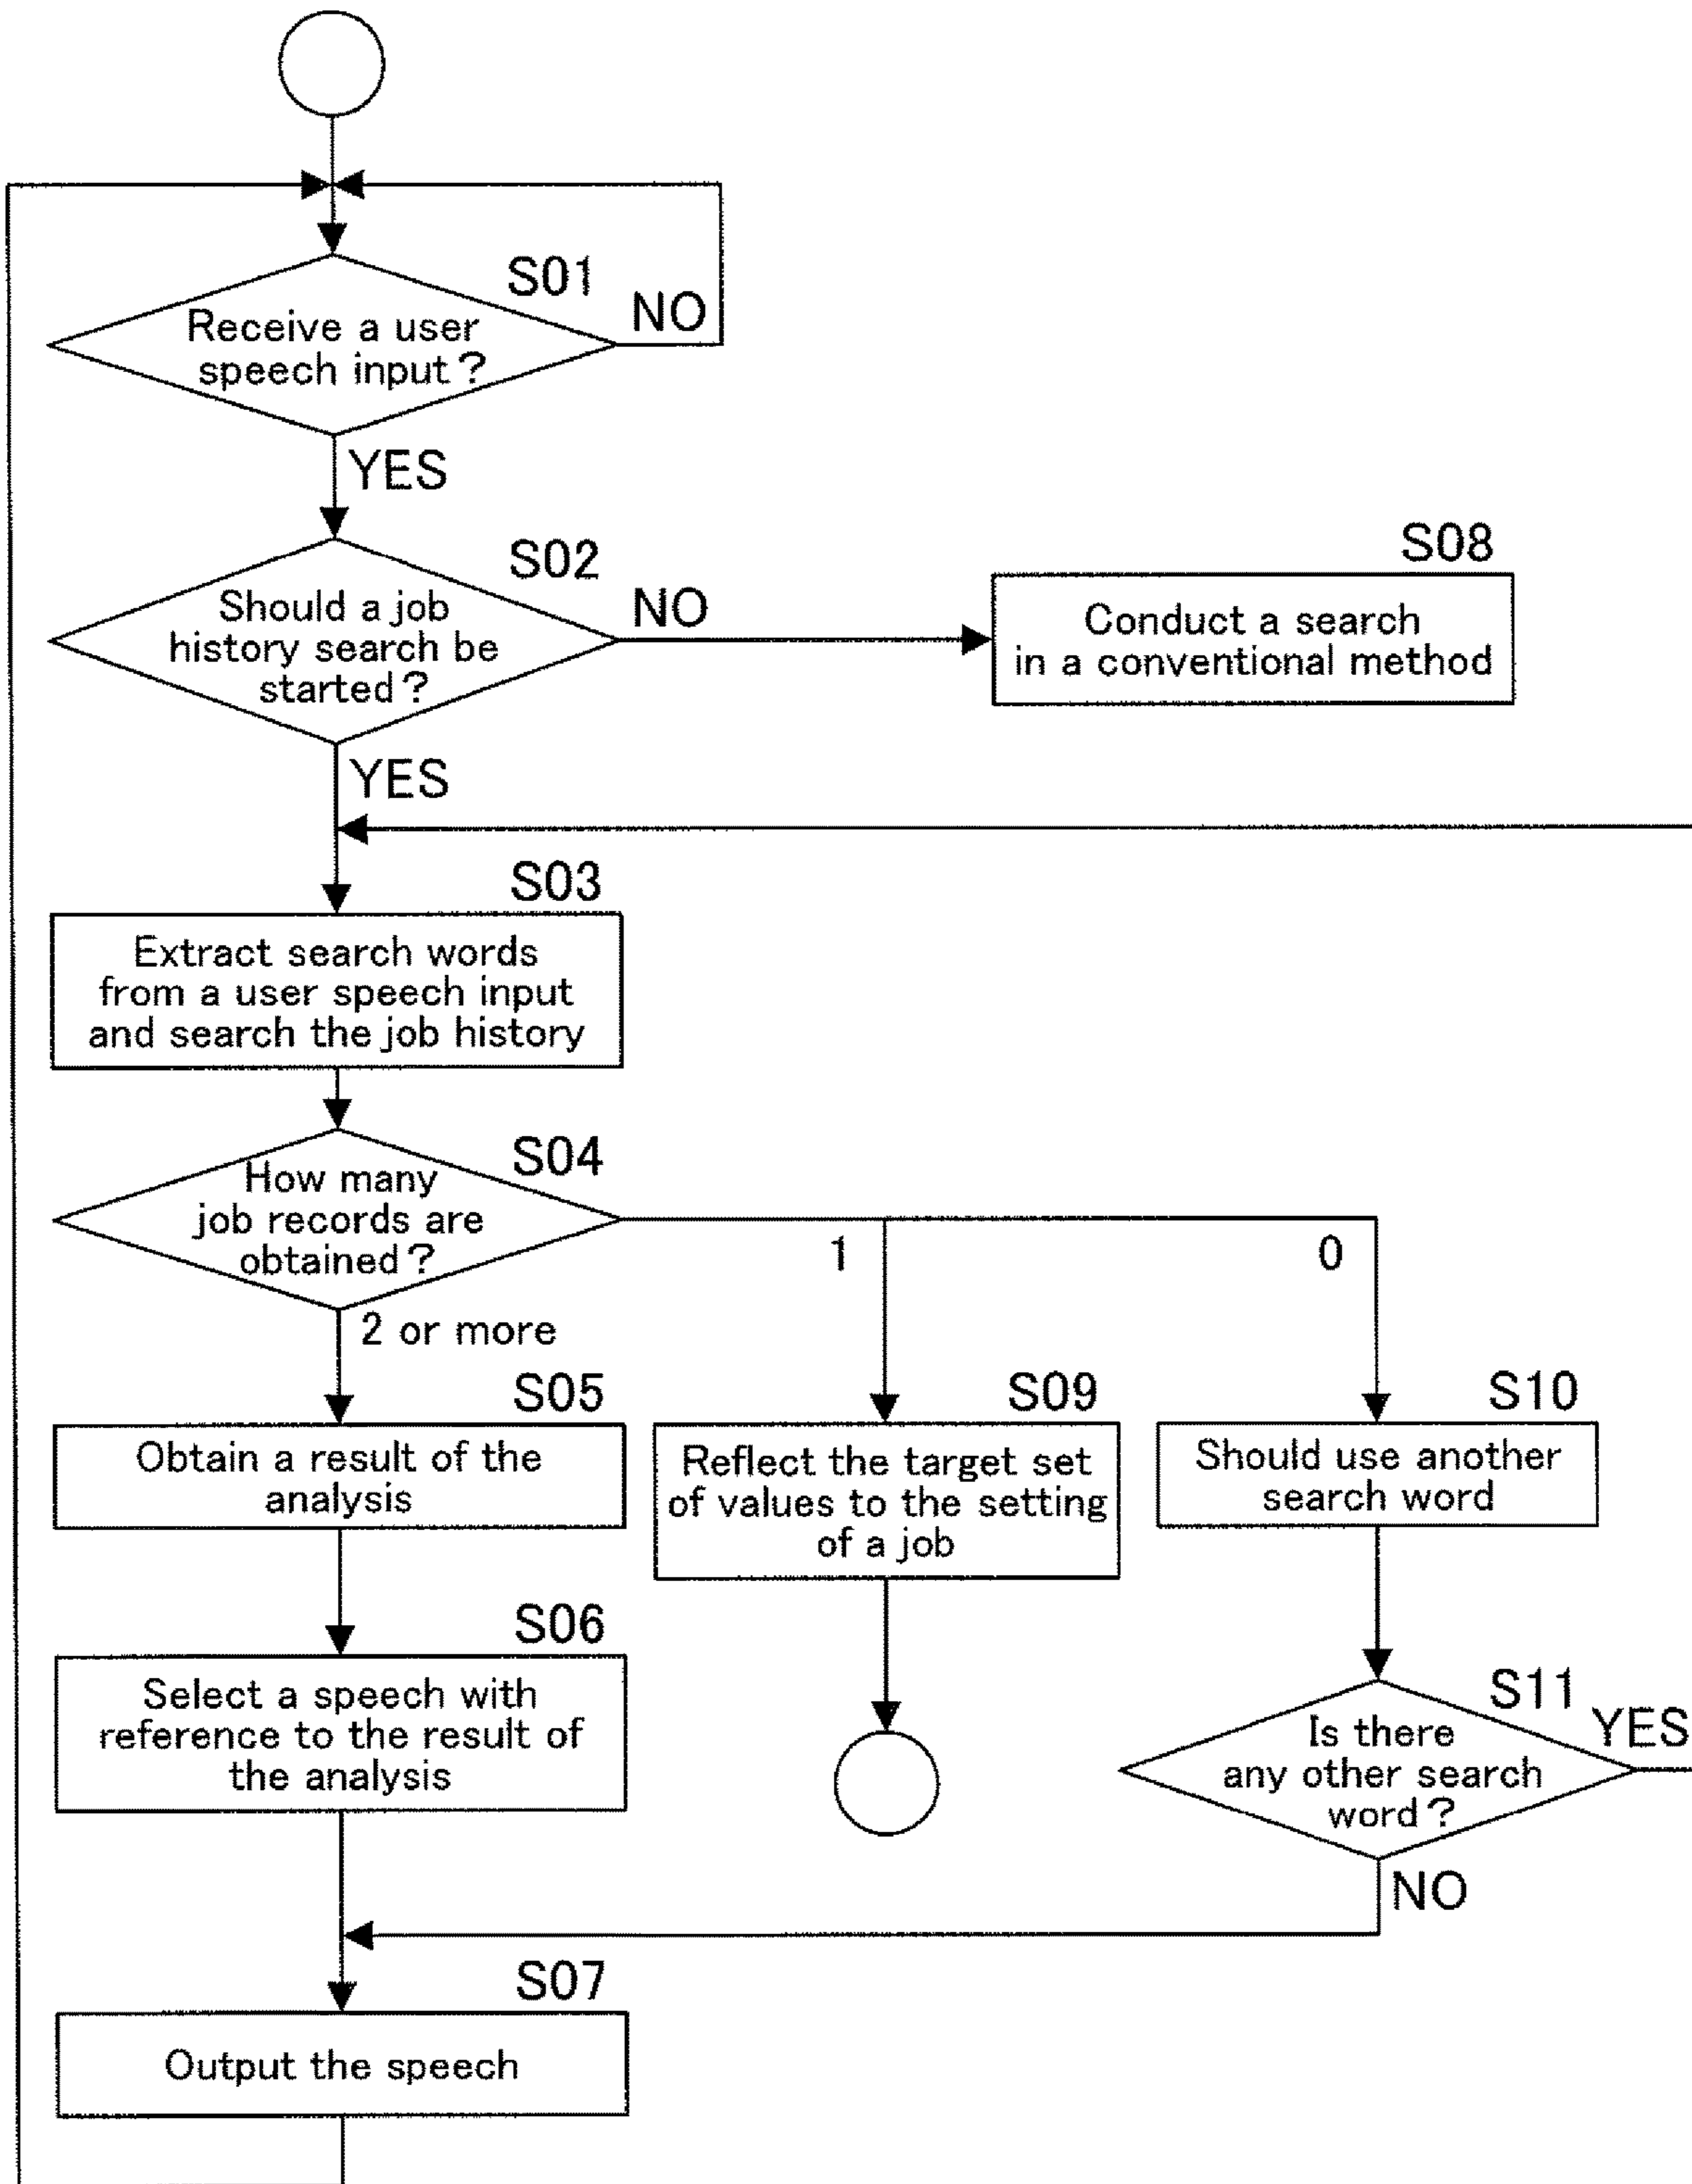 S01
Receive a user
speech input?
NO
YES
S02
Should a job
history search be
started?
NO
S08
Conduct a search
in a conventional method
YES
S03
Extract search words
from a user speech input
and search the job history
S04
How many
job records are
obtained?
1
0
2 or more
S05
Obtain a result of the
analysis
S09
Reflect the target set
of values to the setting
of a job
S10
Should use another
search word
S06
Select a speech with
reference to the result of
the analysis
S11
Is there
any other search
word?
YES
NO
S07
Output the speech